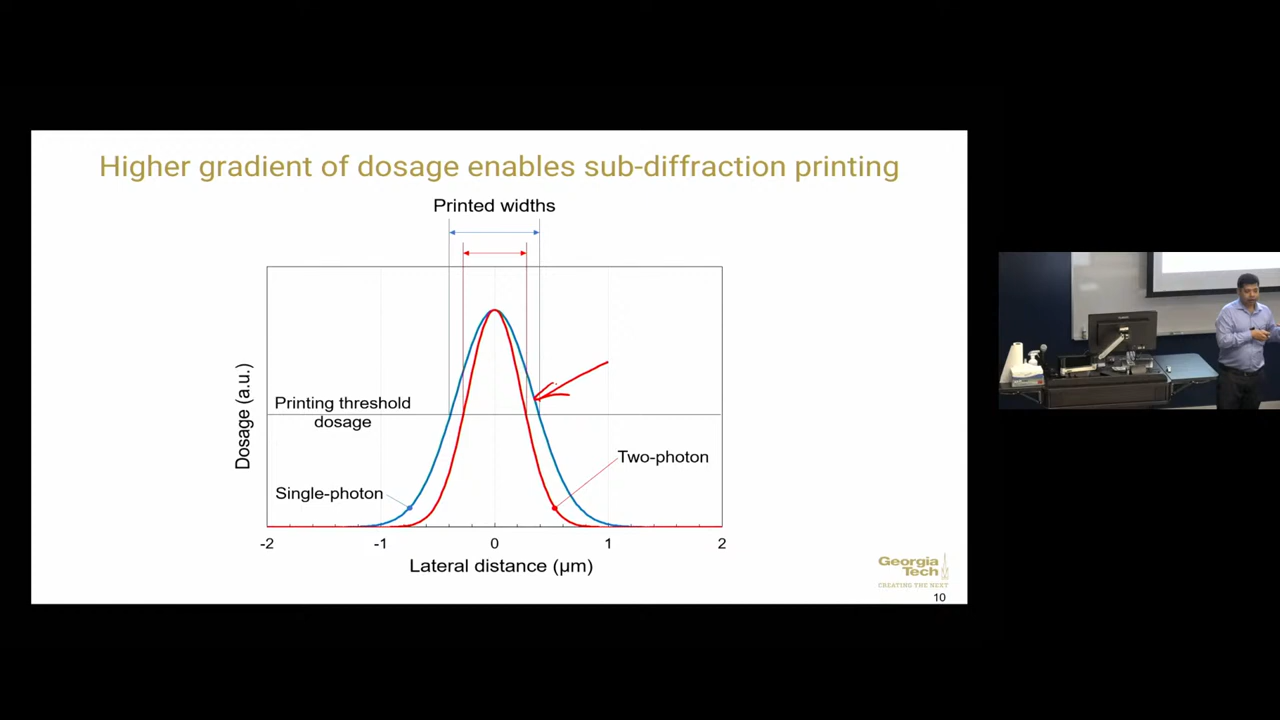 Higher gradient of dosage enables sub-diffraction printing
Printed widths
Dosage (a.u.)
Printing threshold
dosage
Two-photon
Single-photon
-2
-1
0
1
2
Lateral distance (µm)
Georgia
Tech
CREATING THE NEXT
10